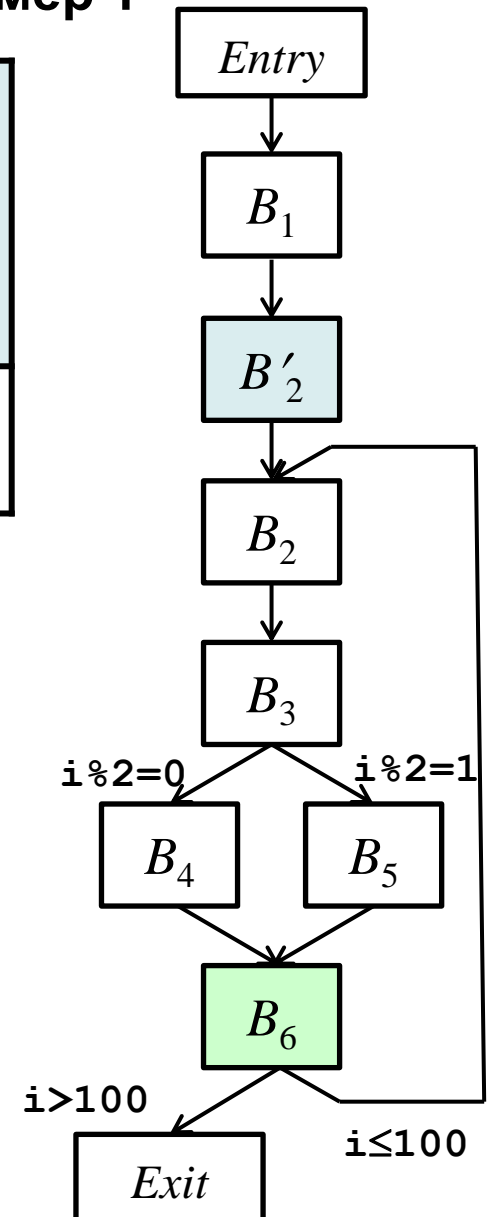 мер 1
Entry
B₁
B′₂
B₂
B₃
i%2=0
i%2=1
B₄
B₅
B₆
i>100
i≤100
Exit